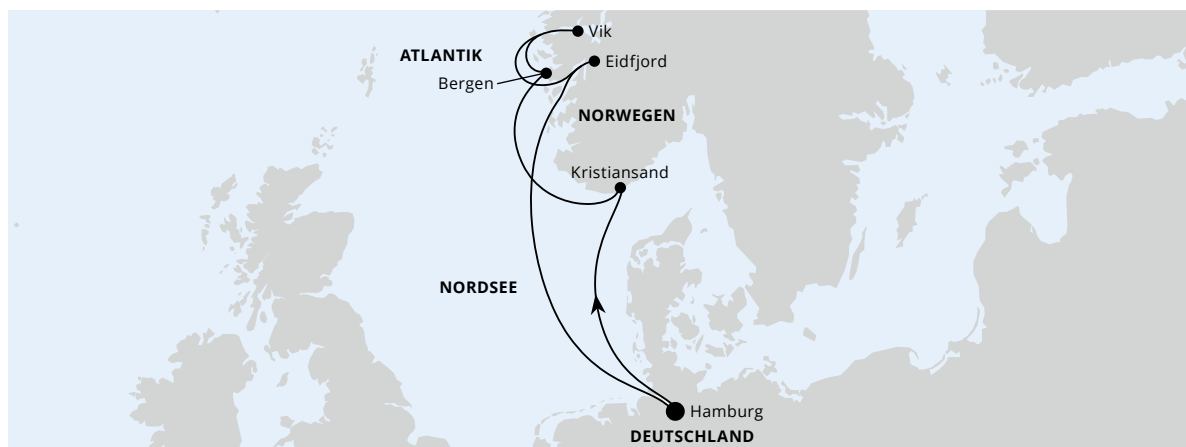 Vik
ATLANTIK
Eidfjord
Bergen
NORWEGEN
Kristiansand
NORDSEE
Hamburg
DEUTSCHLAND